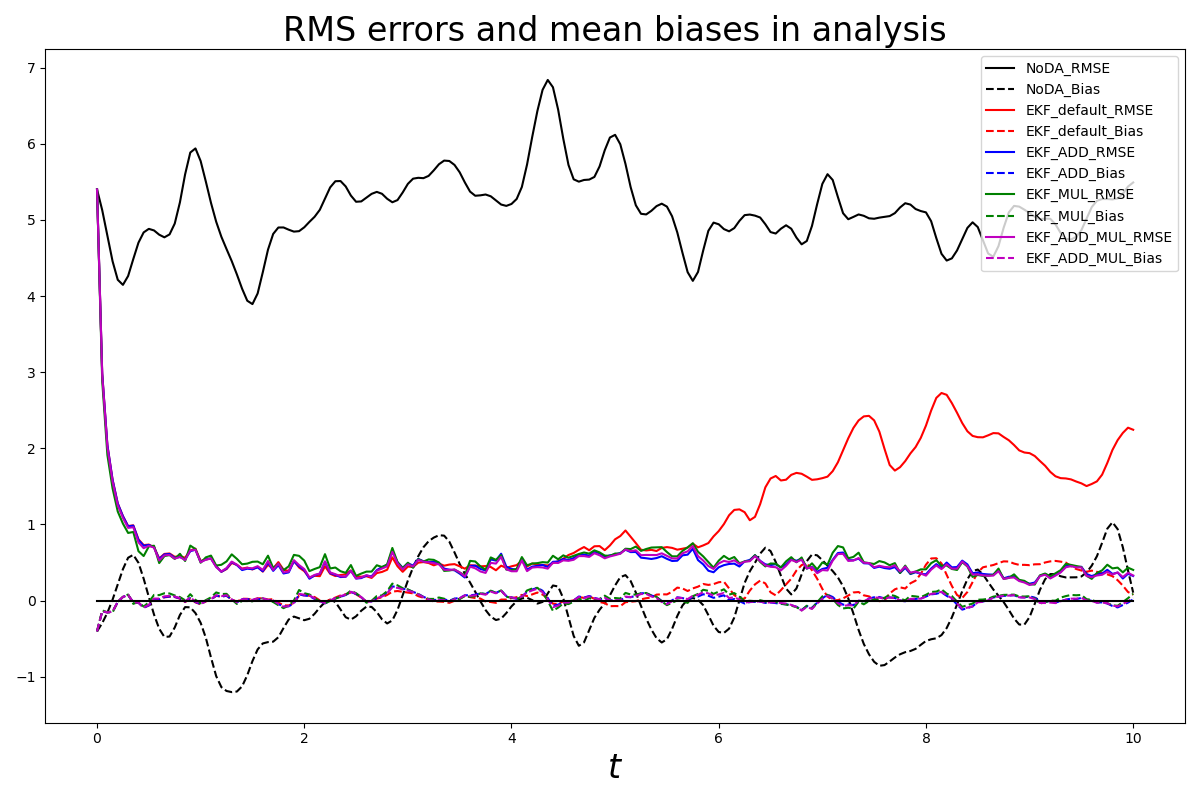 RMS errors and mean biases in analysis
7
6
5
4
3
2
1
0
−1
NoDA_RMSE
NoDA_Bias
EKF_default_RMSE
EKF_default_Bias
EKF_ADD_RMSE
EKF_ADD_Bias
EKF_MUL_RMSE
EKF_MUL_Bias
EKF_ADD_MUL_RMSE
EKF_ADD_MUL_Bias
0 2 4 6 8 10
t